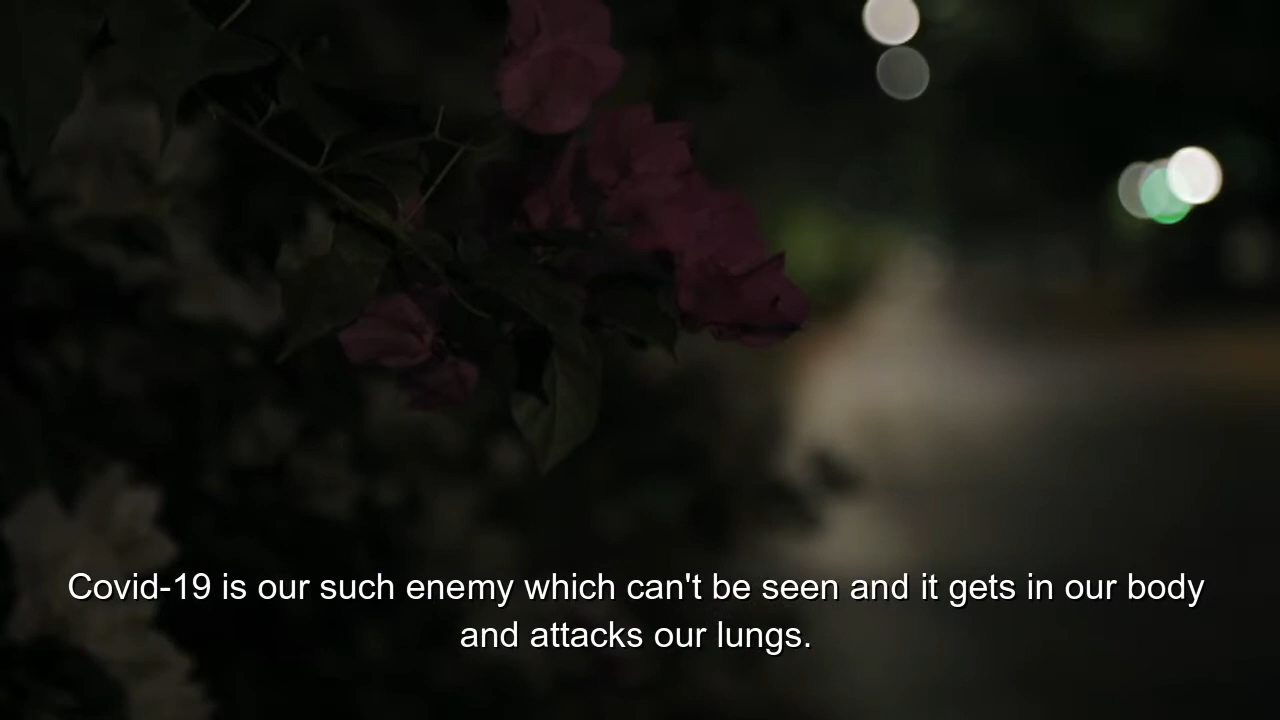 Covid-19 is our such enemy which can't be seen and it gets in our body
and attacks our lungs.